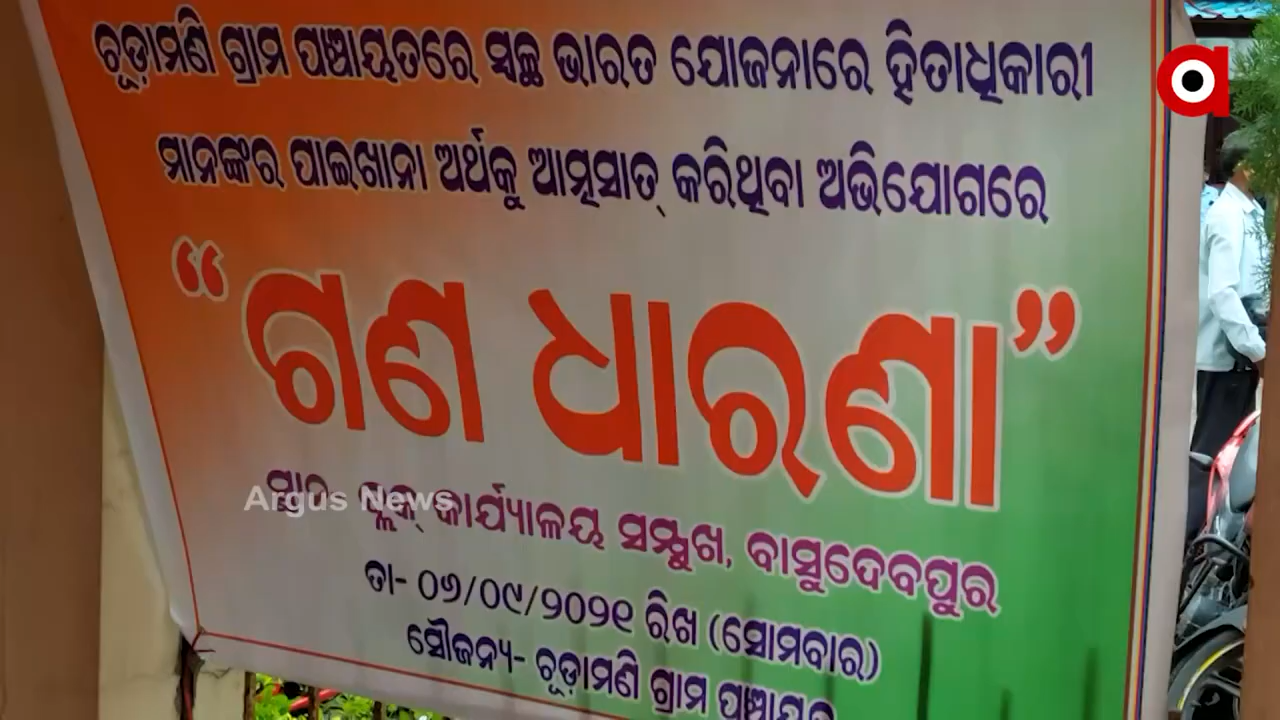 ଚୂଡ଼ାମଣି ଗ୍ରାମ ପଞ୍ଚାୟତରେ ସ୍ୱଚ୍ଛ ଭାରତ ଯୋଜନାରେ ହିତାଧିକାରୀ
ମାନଙ୍କର ପାଇଖାନା ଅର୍ଥକୁ ଆତ୍ମସାତ୍ କରିଥିବା ଅଭିଯୋଗରେ
“ଗଣ ଧାରଣା”
Argus News
ବ୍ଲକ୍ କାର୍ଯ୍ୟାଳୟ ସମ୍ମୁଖ, ବାସୁଦେବପୁର
ତା- ୦୬/୦୯/୨୦୨୧ ରିଖ (ସୋମବାର)
ସୌଜନ୍ୟ- ଚୂଡ଼ାମଣି ଗ୍ରାମ ପଞ୍ଚାୟତ